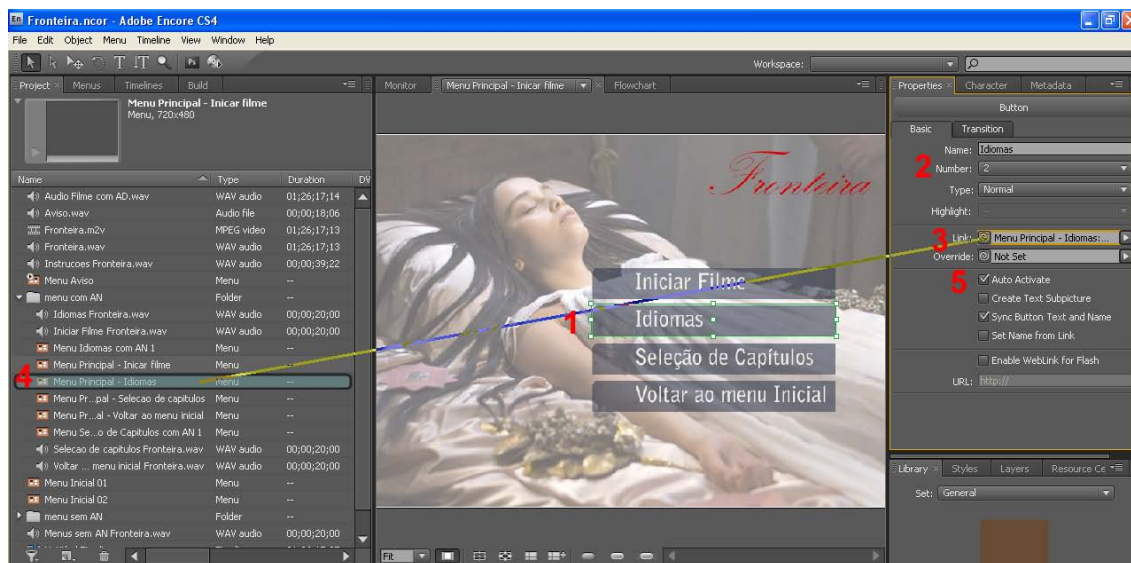 En Fronteira.ncor - Adobe Encore CS4
File Edit Object Menu Timeline View Window Help
T IT Ps
Workspace:
Project × Menus Timelines Build
Menu Principal - Inicar filme
Menu, 720x480
Name Type Duration DV
Audio Filme com AD.wav WAV audio 01;26;17;14
Aviso.wav Audio file 00;00;18;06
Fronteira.m2v MPEG video 01;26;17;13
Fronteira.wav WAV audio 01;26;17;13
Instrucoes Fronteira.wav WAV audio 00;00;39;22
Menu Aviso Menu --
menu com AN Folder --
Idiomas Fronteira.wav WAV audio 00;00;20;00
Iniciar Filme Fronteira.wav WAV audio 00;00;20;00
Menu Idiomas com AN 1 Menu --
Menu Principal - Inicar filme Menu --
4 Menu Principal - Idiomas Menu --
Menu Pr...pal - Selecao de capitulos Menu --
Menu Pr...al - Voltar ao menu inicial Menu --
Menu Se...o de Capitulos com AN 1 Menu --
Selecao de capitulos Fronteira.wav WAV audio 00;00;20;00
Voltar ... menu inicial Fronteira.wav WAV audio 00;00;20;00
Menu Inicial 01 Menu --
Menu Inicial 02 Menu --
menu sem AN Folder --
Menus sem AN Fronteira.wav WAV audio 00;00;20;00
Monitor Menu Principal - Inicar filme × Flowchart
Fronteira
Iniciar Filme
1 Idiomas
Seleção de Capítulos
Voltar ao menu Inicial
Fit
Properties × Character Metadata
Button
Basic Transition
Name: Idiomas
2 Number: 2
Type: Normal
Highlight: --
3 Link: Menu Principal - Idiomas:...
Override: Not Set
5 Auto Activate
Create Text Subpicture
Sync Button Text and Name
Set Name from Link
Enable WebLink for Flash
URL: http://
Library × Styles Layers Resource Ce
Set: General